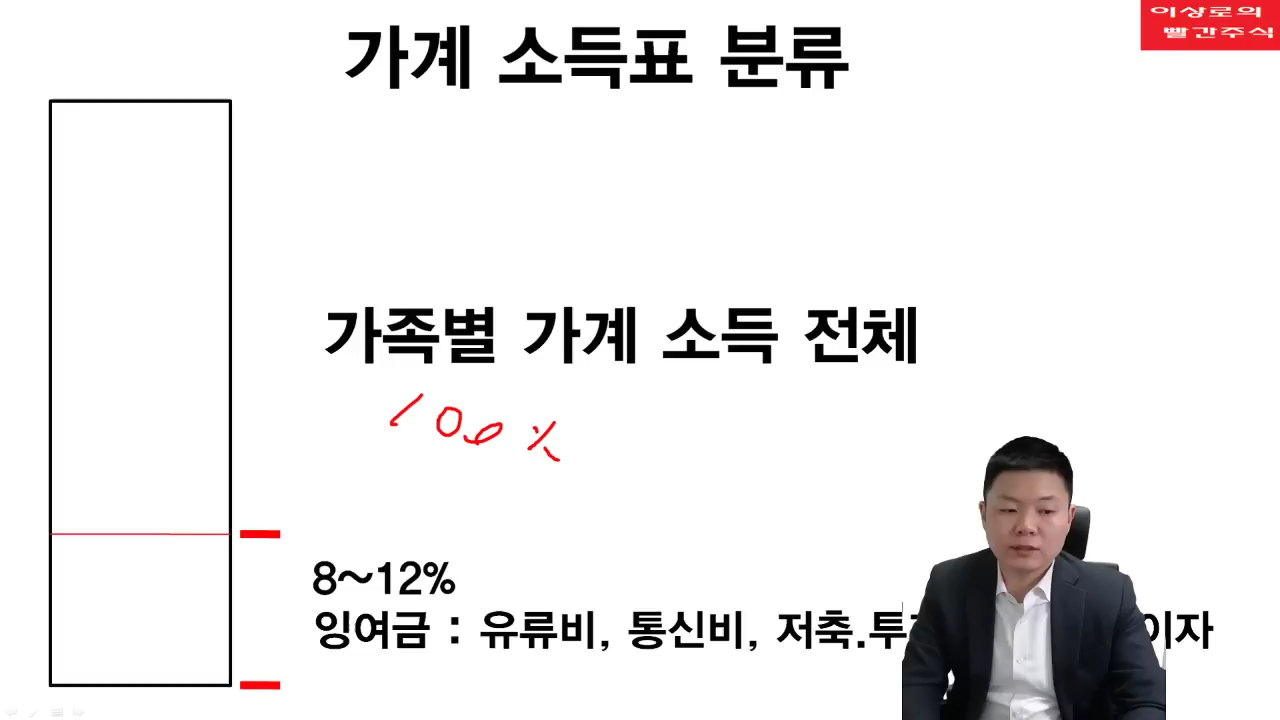 이상로의
빨간주식
가계 소득표 분류
가족별 가계 소득 전체
100%
8~12%
잉여금 : 유류비, 통신비, 저축.투 이자